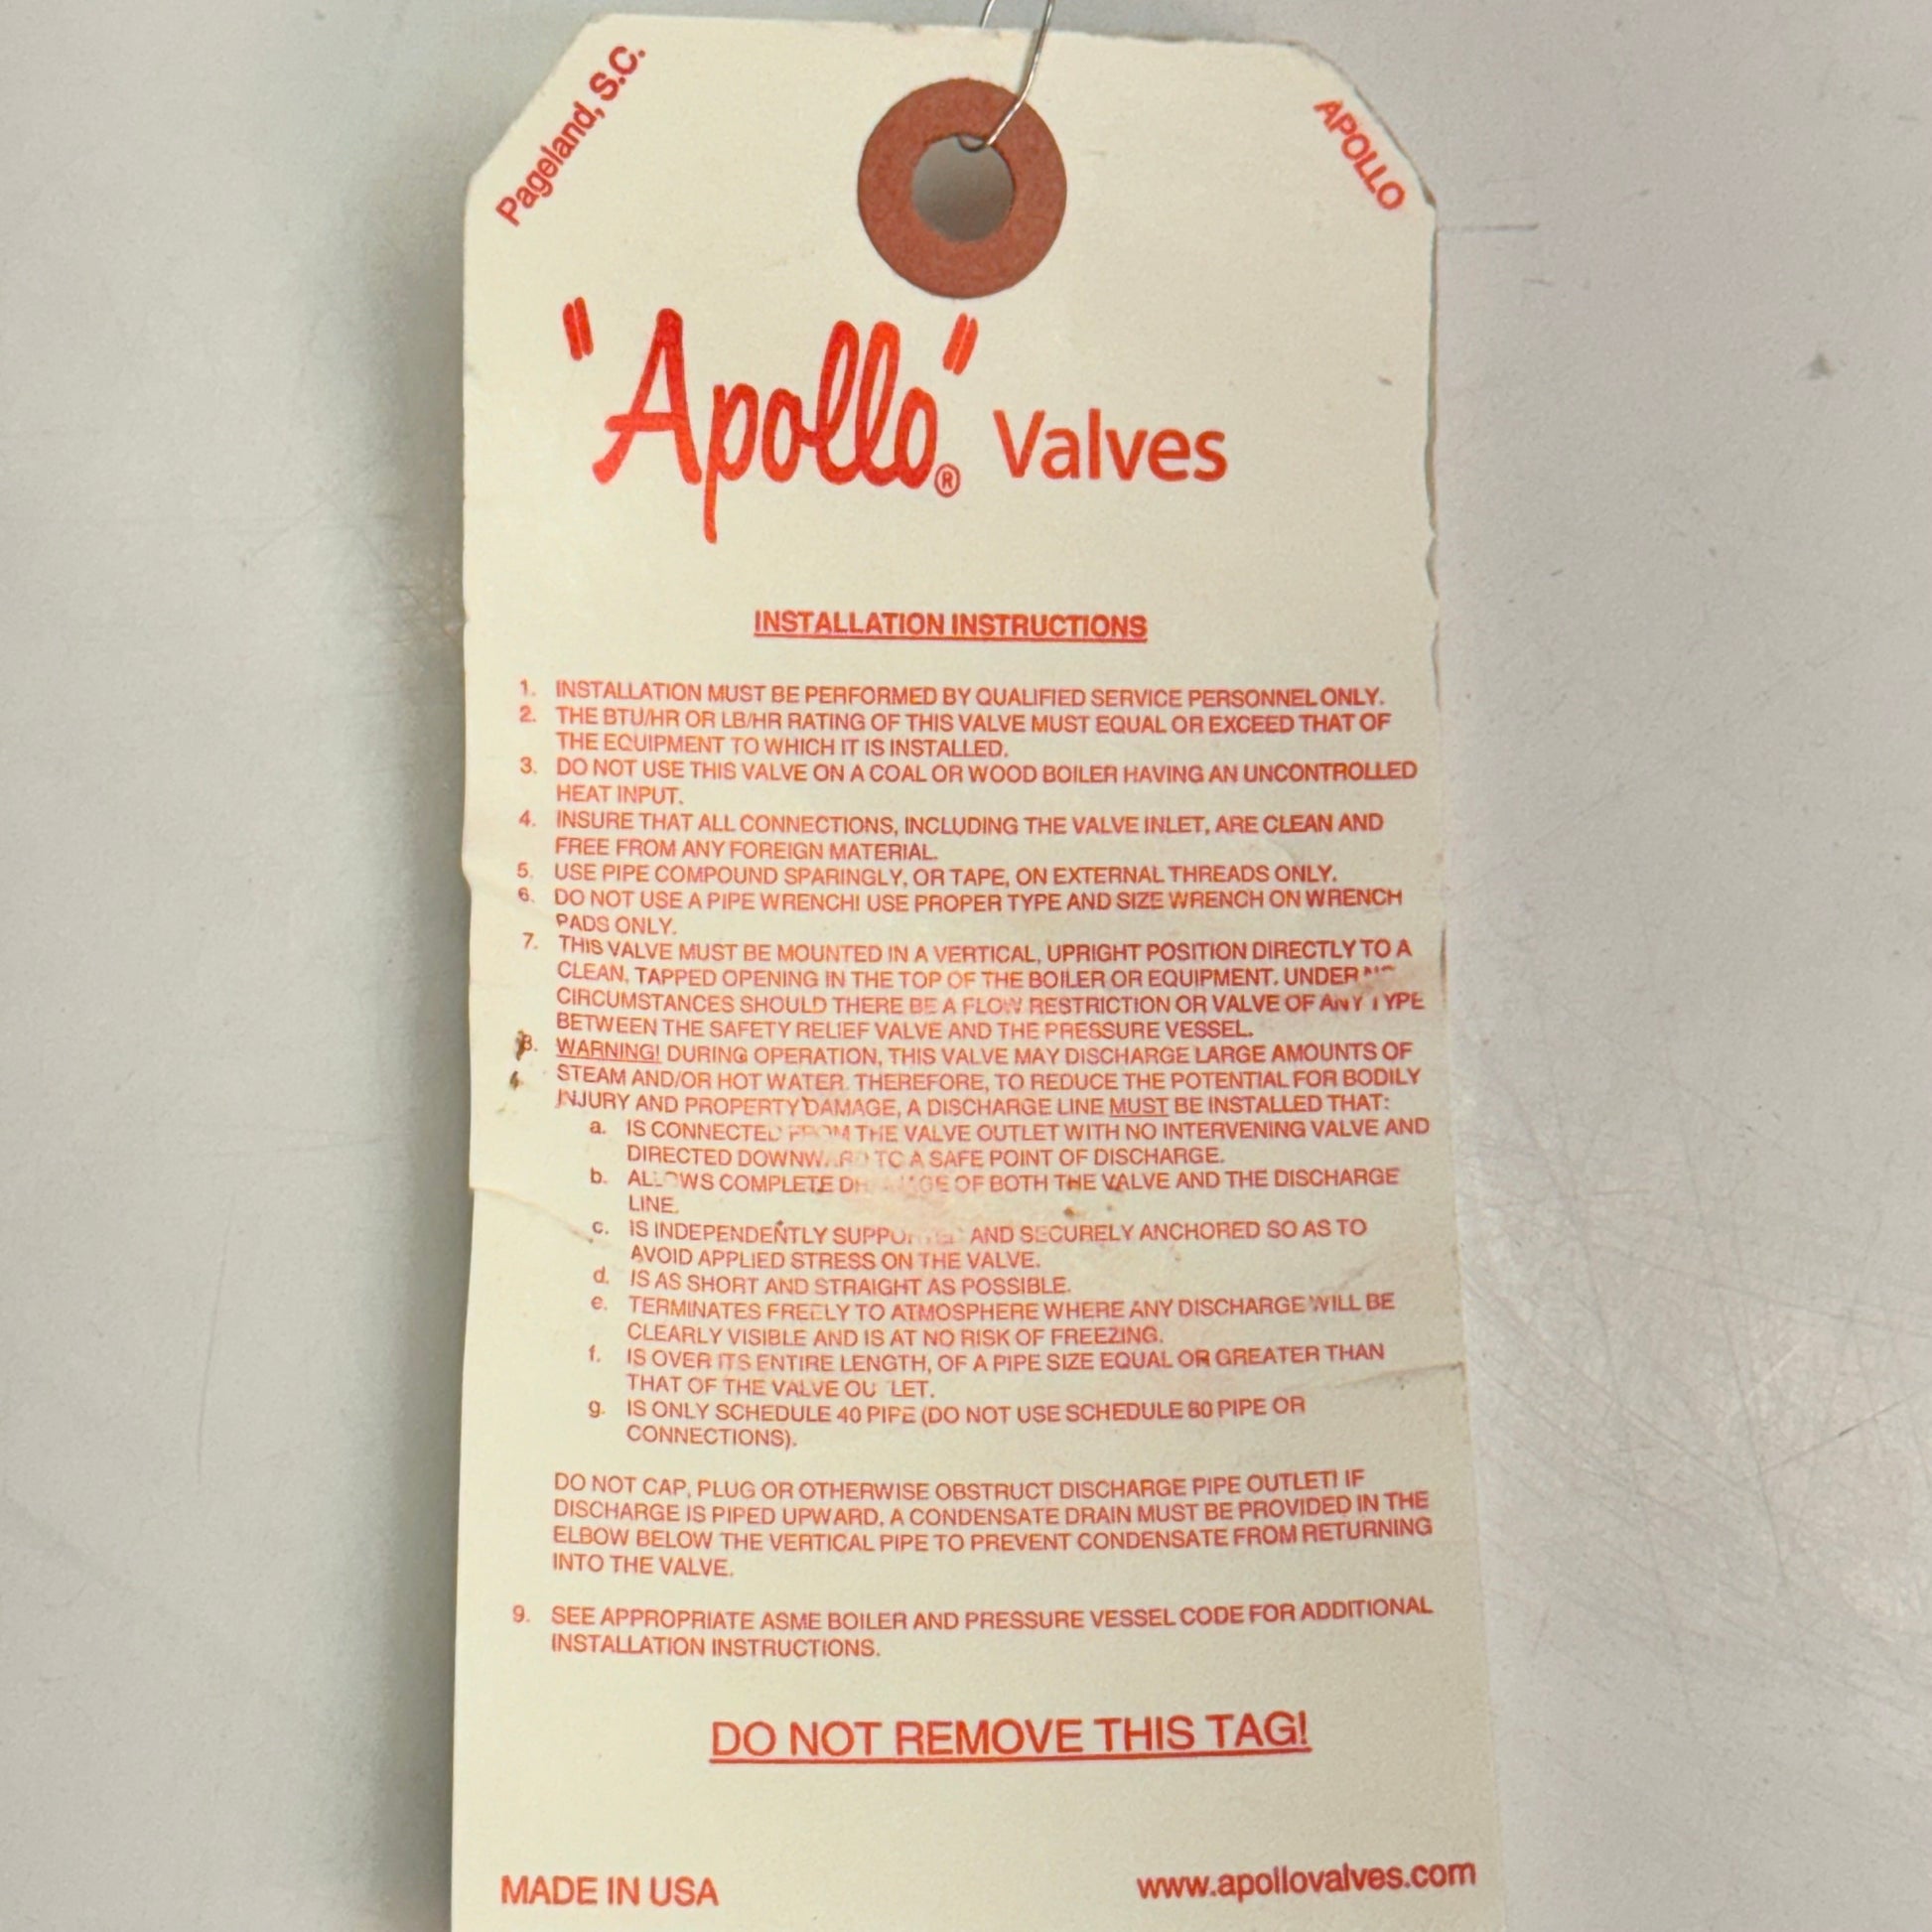 Pageland, S.C.
APOLLO
"Apollo"® Valves
INSTALLATION INSTRUCTIONS
1. INSTALLATION MUST BE PERFORMED BY QUALIFIED SERVICE PERSONNEL ONLY.
2. THE BTU/HR OR LB/HR RATING OF THIS VALVE MUST EQUAL OR EXCEED THAT OF
THE EQUIPMENT TO WHICH IT IS INSTALLED.
3. DO NOT USE THIS VALVE ON A COAL OR WOOD BOILER HAVING AN UNCONTROLLED
HEAT INPUT.
4. INSURE THAT ALL CONNECTIONS, INCLUDING THE VALVE INLET, ARE CLEAN AND
FREE FROM ANY FOREIGN MATERIAL.
5. USE PIPE COMPOUND SPARINGLY, OR TAPE, ON EXTERNAL THREADS ONLY.
6. DO NOT USE A PIPE WRENCH! USE PROPER TYPE AND SIZE WRENCH ON WRENCH
PADS ONLY.
7. THIS VALVE MUST BE MOUNTED IN A VERTICAL, UPRIGHT POSITION DIRECTLY TO A
CLEAN, TAPPED OPENING IN THE TOP OF THE BOILER OR EQUIPMENT. UNDER NO
CIRCUMSTANCES SHOULD THERE BE A FLOW RESTRICTION OR VALVE OF ANY TYPE
BETWEEN THE SAFETY RELIEF VALVE AND THE PRESSURE VESSEL.
8. WARNING! DURING OPERATION, THIS VALVE MAY DISCHARGE LARGE AMOUNTS OF
STEAM AND/OR HOT WATER. THEREFORE, TO REDUCE THE POTENTIAL FOR BODILY
INJURY AND PROPERTY DAMAGE, A DISCHARGE LINE MUST BE INSTALLED THAT:
a. IS CONNECTED FROM THE VALVE OUTLET WITH NO INTERVENING VALVE AND
DIRECTED DOWNWARD TO A SAFE POINT OF DISCHARGE.
b. ALLOWS COMPLETE DRAINAGE OF BOTH THE VALVE AND THE DISCHARGE
LINE.
c. IS INDEPENDENTLY SUPPORTED AND SECURELY ANCHORED SO AS TO
AVOID APPLIED STRESS ON THE VALVE.
d. IS AS SHORT AND STRAIGHT AS POSSIBLE.
e. TERMINATES FREELY TO ATMOSPHERE WHERE ANY DISCHARGE WILL BE
CLEARLY VISIBLE AND IS AT NO RISK OF FREEZING.
f. IS OVER ITS ENTIRE LENGTH, OF A PIPE SIZE EQUAL OR GREATER THAN
THAT OF THE VALVE OUTLET.
g. IS ONLY SCHEDULE 40 PIPE (DO NOT USE SCHEDULE 80 PIPE OR
CONNECTIONS).
DO NOT CAP, PLUG OR OTHERWISE OBSTRUCT DISCHARGE PIPE OUTLET! IF
DISCHARGE IS PIPED UPWARD, A CONDENSATE DRAIN MUST BE PROVIDED IN THE
ELBOW BELOW THE VERTICAL PIPE TO PREVENT CONDENSATE FROM RETURNING
INTO THE VALVE.
9. SEE APPROPRIATE ASME BOILER AND PRESSURE VESSEL CODE FOR ADDITIONAL
INSTALLATION INSTRUCTIONS.
DO NOT REMOVE THIS TAG!
MADE IN USA
www.apollovalves.com